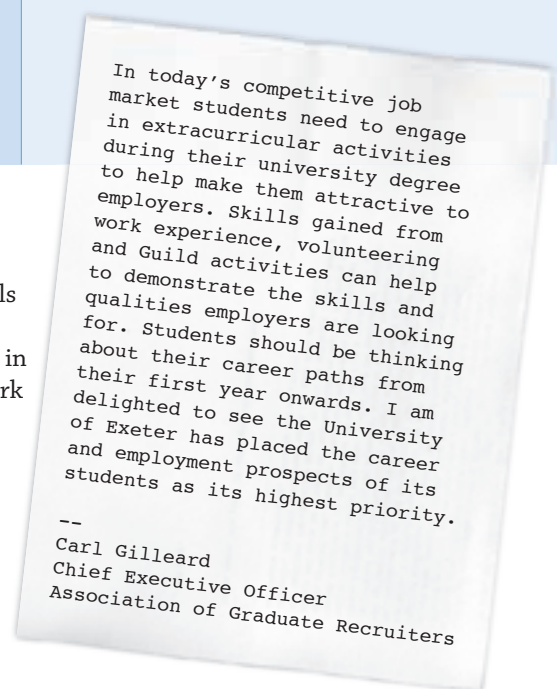 In today's competitive job
market students need to engage
in extracurricular activities
during their university degree
to help make them attractive to
employers. Skills gained from
work experience, volunteering
and Guild activities can help
to demonstrate the skills and
qualities employers are looking
for. Students should be thinking
about their career paths from
their first year onwards. I am
delighted to see the University
of Exeter has placed the career
and employment prospects of its
students as its highest priority.
--
Carl Gilleard
Chief Executive Officer
Association of Graduate Recruiters
in